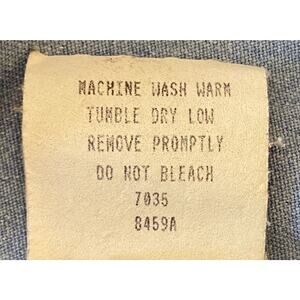 MACHINE WASH WARM
TUMBLE DRY LOW
REMOVE PROMPTLY
DO NOT BLEACH
7035
8459A